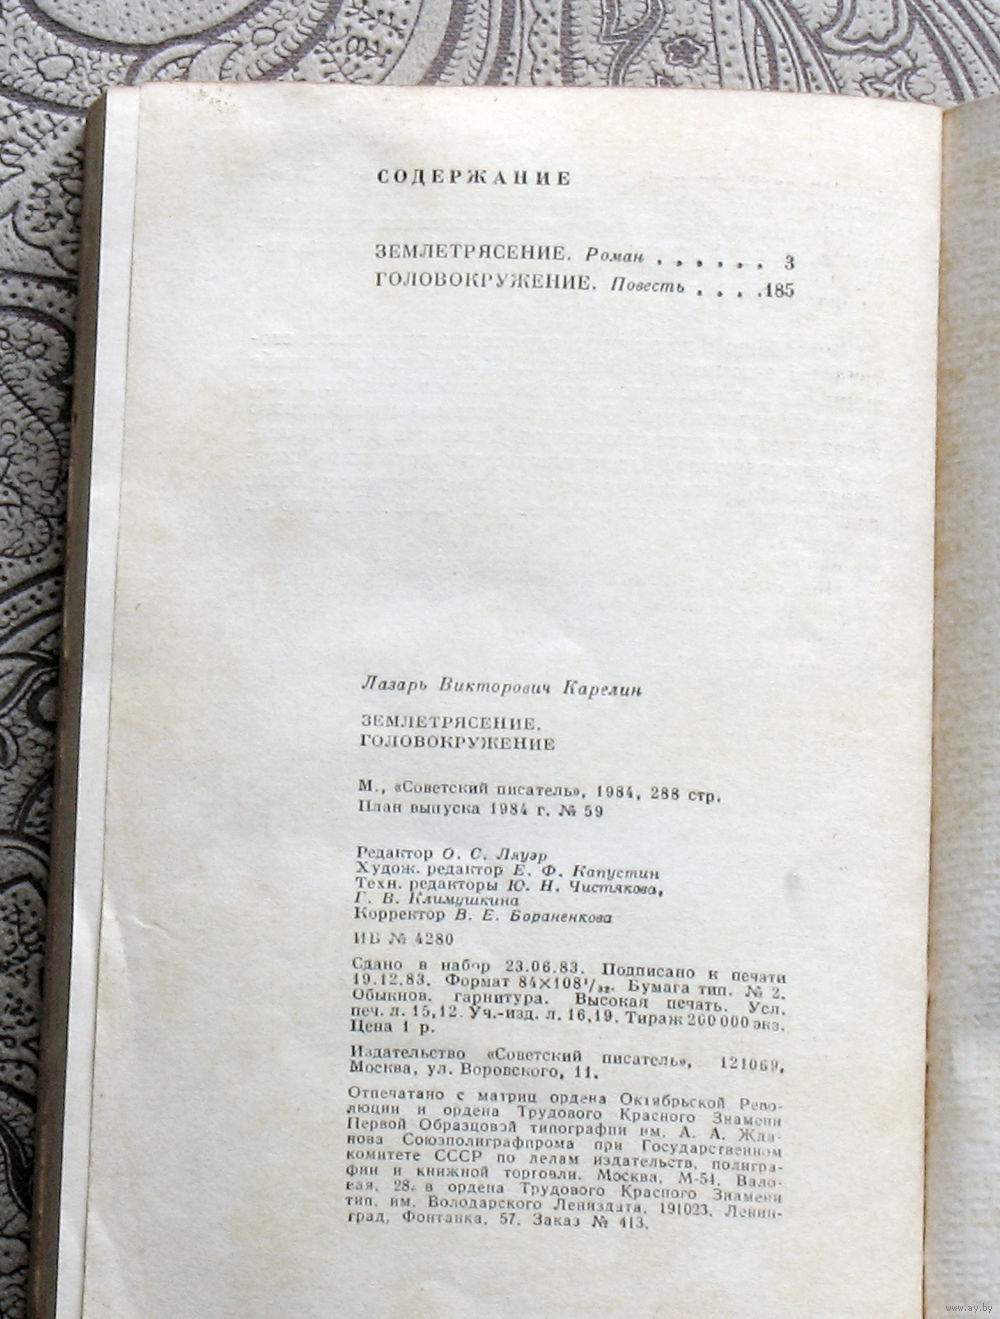 СОДЕРЖАНИЕ
ЗЕМЛЕТРЯСЕНИЕ. Роман . . . . . . 3
ГОЛОВОКРУЖЕНИЕ. Повесть . . . . 185
Лазарь Викторович Карелин
ЗЕМЛЕТРЯСЕНИЕ.
ГОЛОВОКРУЖЕНИЕ
М., «Советский писатель», 1984, 288 стр.
План выпуска 1984 г. № 59
Редактор О. С. Ляуэр
Худож. редактор Е. Ф. Капустин
Техн. редакторы Ю. Н. Чистякова,
Г. В. Климушкина
Корректор В. Е. Бораненкова
ИБ № 4280
Сдано в набор 23.06.83. Подписано к печати
19.12.83. Формат 84×108¹/₃₂. Бумага тип. № 2.
Обыкнов. гарнитура. Высокая печать. Усл.
печ. л. 15,12. Уч.-изд. л. 16,19. Тираж 200 000 экз.
Цена 1 р.
Издательство «Советский писатель», 121069,
Москва, ул. Воровского, 11.
Отпечатано с матриц ордена Октябрьской Рево-
люции и ордена Трудового Красного Знамени
Первой Образцовой типографии им. А. А. Жда-
нова Союзполиграфпрома при Государственном
комитете СССР по делам издательств, полигра-
фии и книжной торговли. Москва, М-54, Вало-
вая, 28, в ордена Трудового Красного Знамени
тип. им. Володарского Лениздата, 191023, Ленин-
град, Фонтанка, 57. Заказ № 413.
www.ay.by